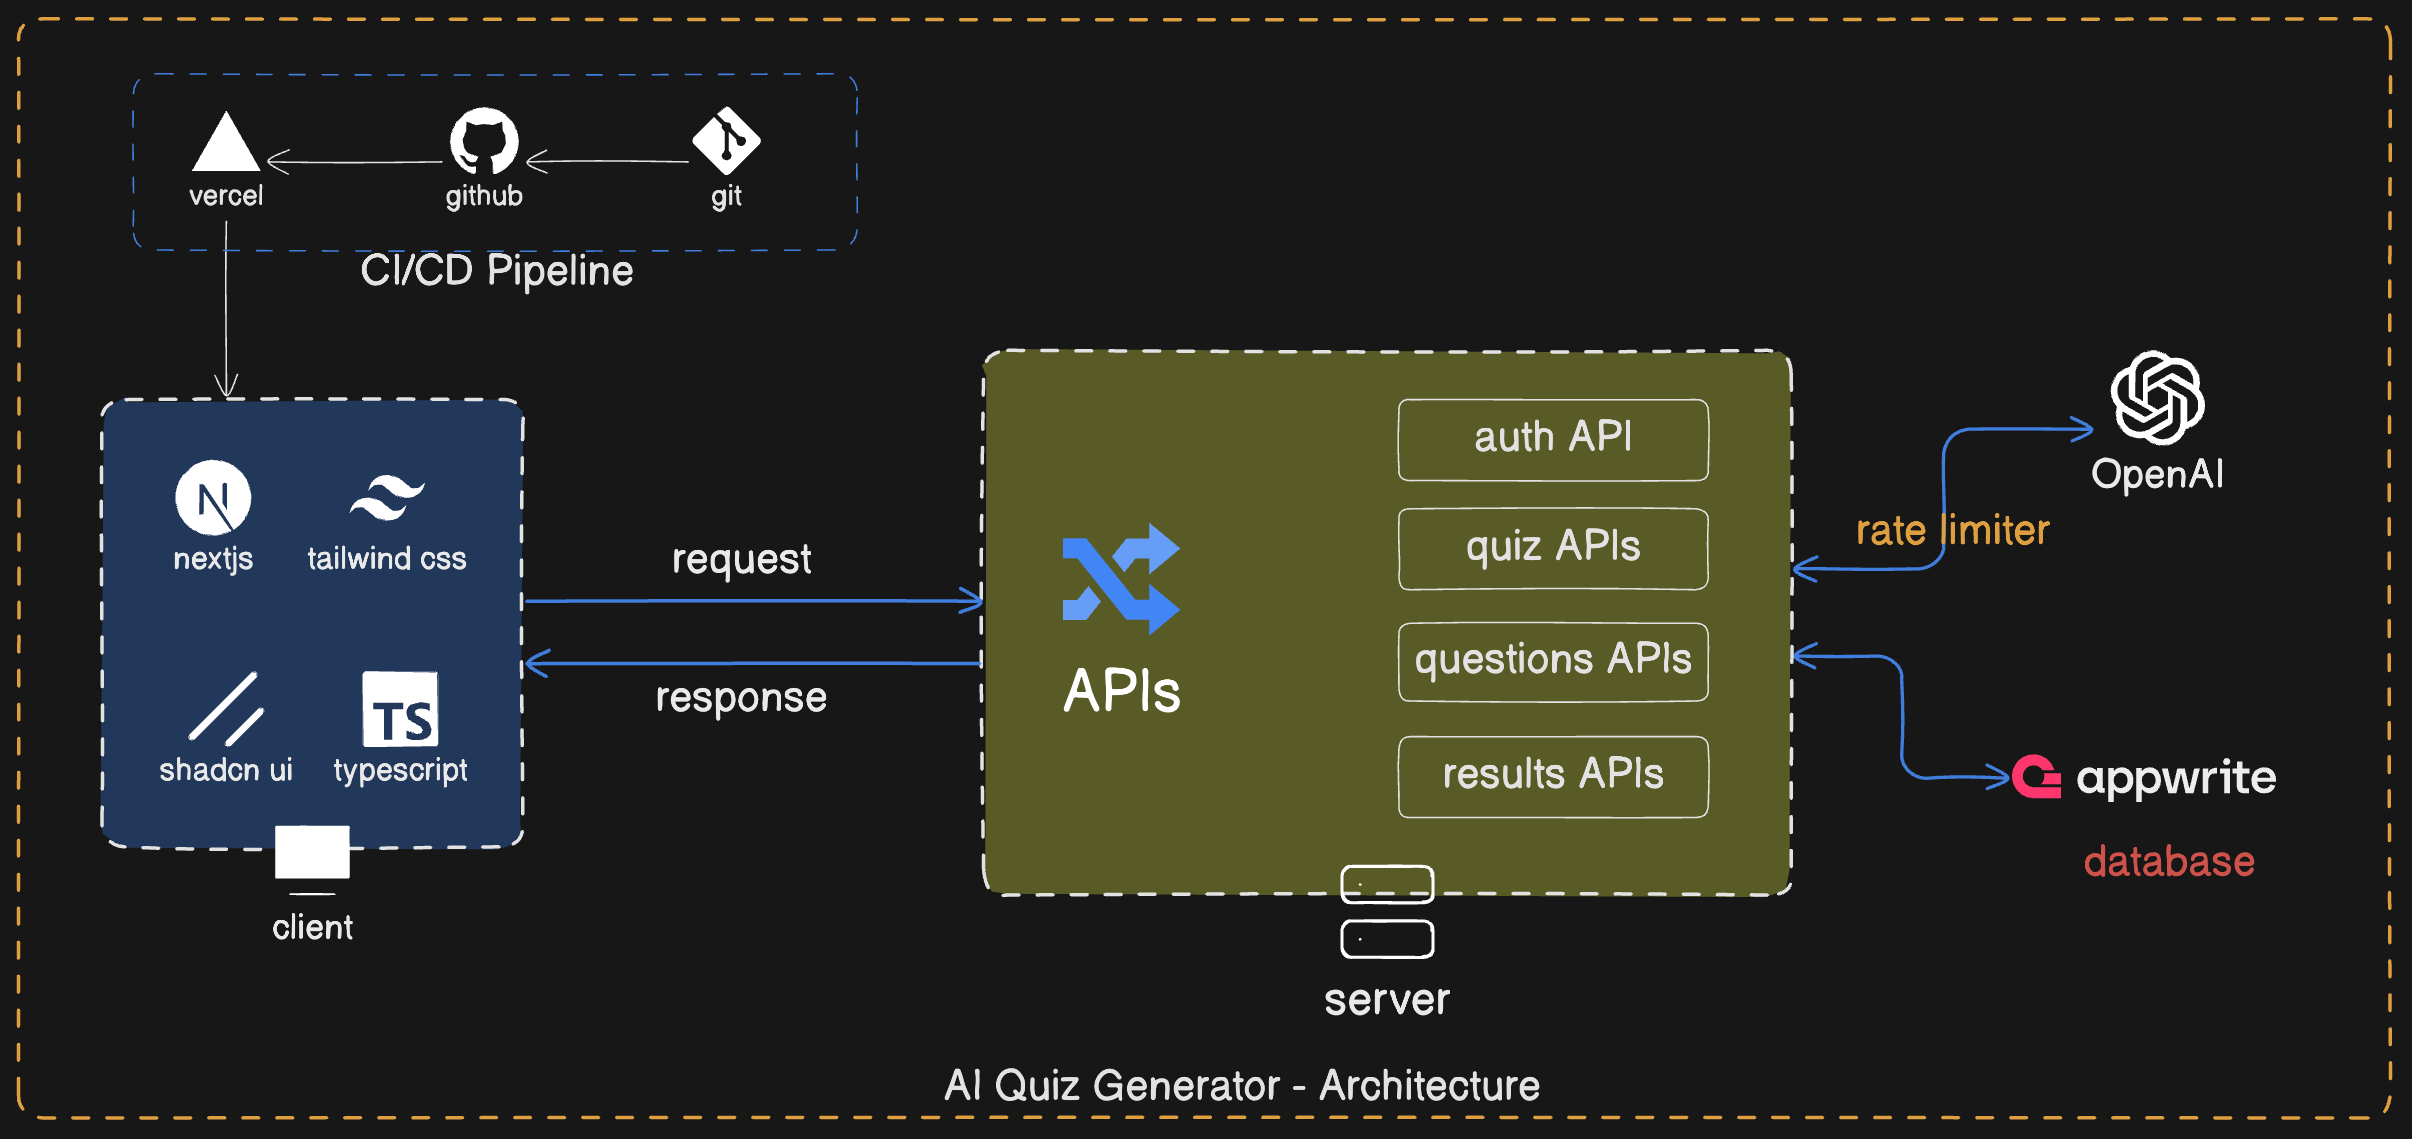 vercel
github
git
CI/CD Pipeline
N
nextjs
tailwind css
shadcn ui
TS
typescript
client
request
response
APIs
auth API
quiz APIs
questions APIs
results APIs
server
OpenAI
rate limiter
appwrite
database
AI Quiz Generator - Architecture